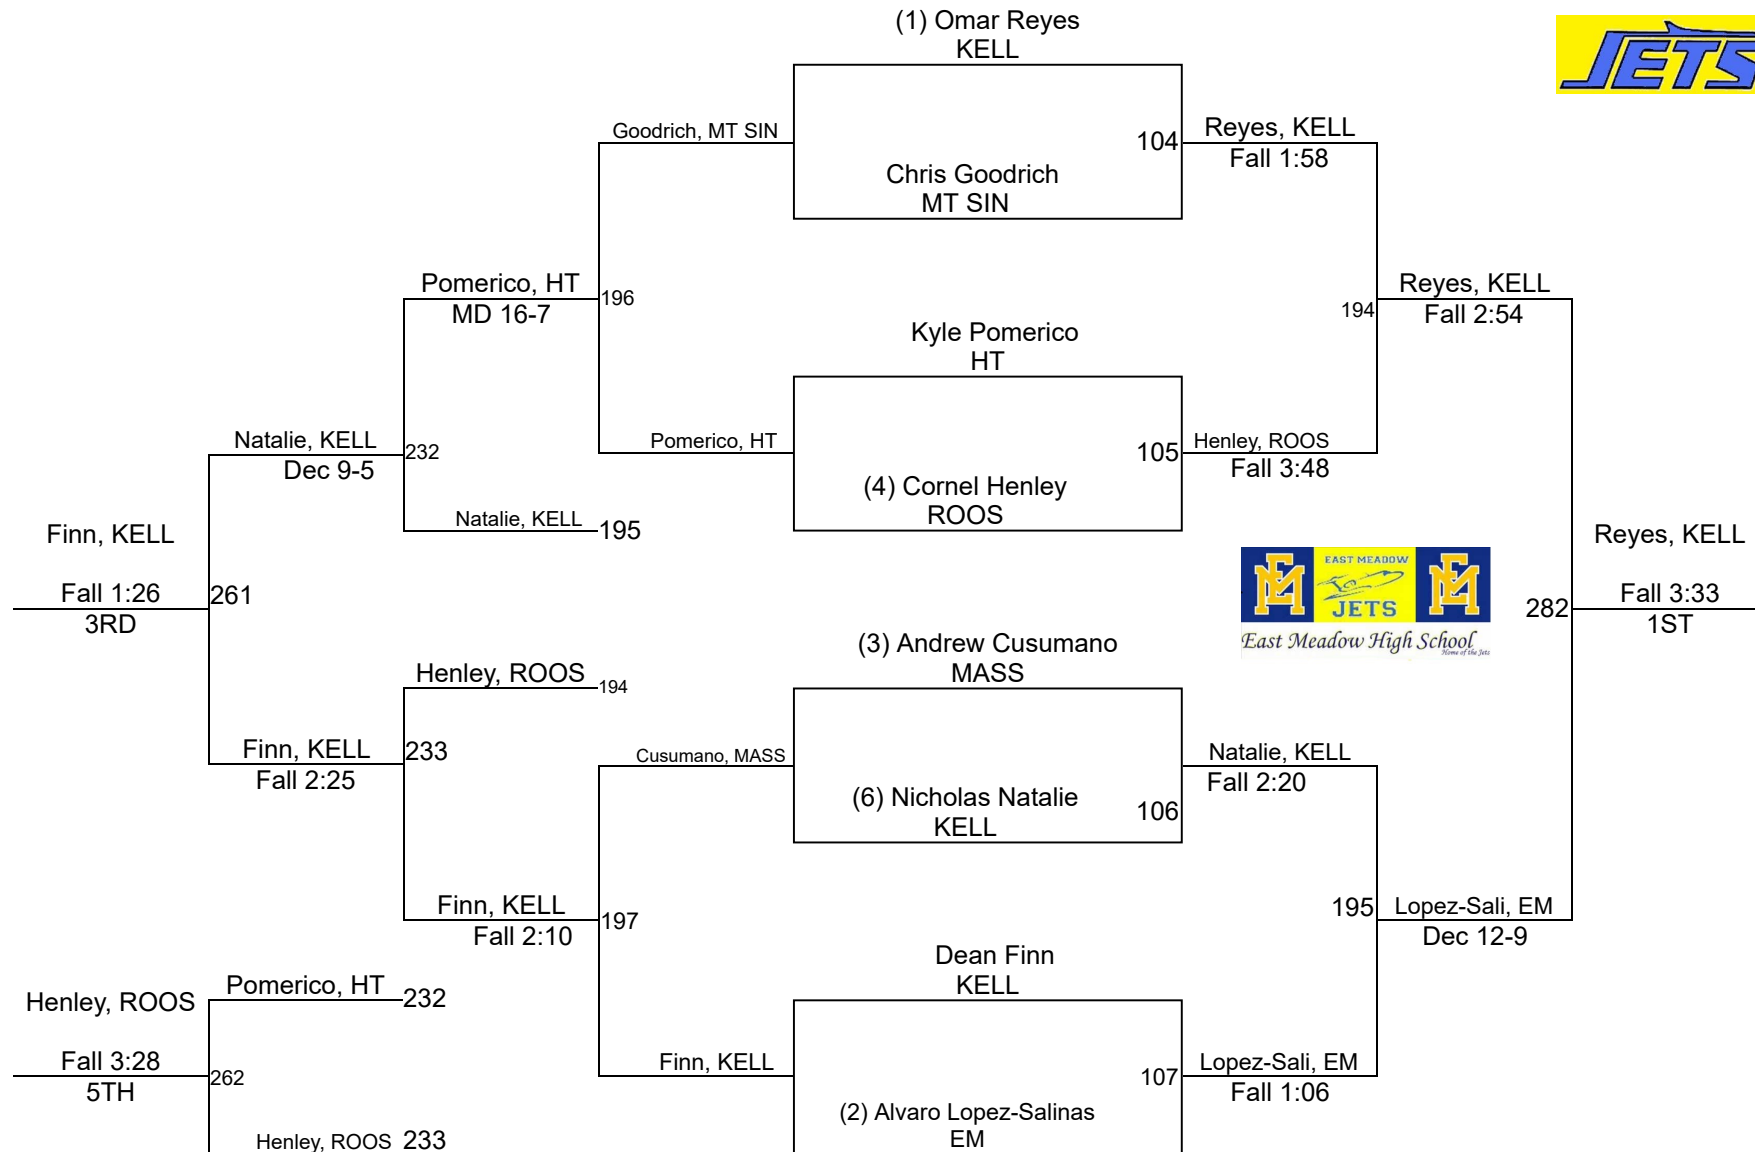 (1) Omar Reyes
KELL
JETS
Goodrich, MT SIN
104
Reyes, KELL
Fall 1:58
Chris Goodrich
MT SIN
Pomerico, HT
MD 16-7
196
194
Reyes, KELL
Fall 2:54
Kyle Pomerico
HT
Natalie, KELL
Dec 9-5
232
Pomerico, HT
105
Henley, ROOS
Fall 3:48
(4) Cornel Henley
ROOS
Natalie, KELL
195
Finn, KELL
Fall 1:26
3RD
261
EM
EAST MEADOW
JETS
EM
East Meadow High School
Home of the Jets
282
Reyes, KELL
Fall 3:33
1ST
(3) Andrew Cusumano
MASS
Henley, ROOS
194
Finn, KELL
Fall 2:25
233
Cusumano, MASS
Natalie, KELL
Fall 2:20
(6) Nicholas Natalie
KELL
106
Finn, KELL
Fall 2:10
197
195
Lopez-Sali, EM
Dec 12-9
Dean Finn
KELL
Henley, ROOS
Pomerico, HT
232
Fall 3:28
5TH
262
Finn, KELL
107
Lopez-Sali, EM
Fall 1:06
(2) Alvaro Lopez-Salinas
EM
Henley, ROOS
233